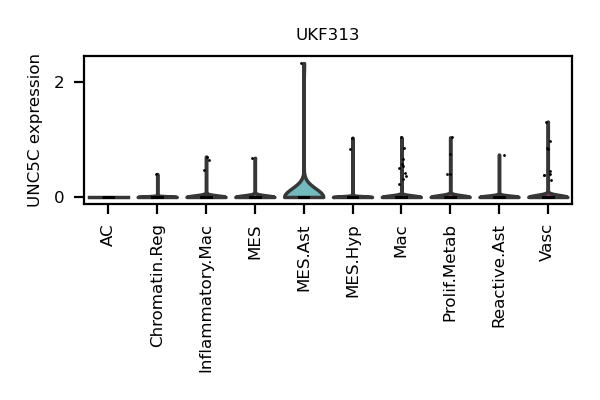 UKF313
UNC5C expression
2
0
AC
Chromatin.Reg
Inflammatory.Mac
MES
MES.Ast
MES.Hyp
Mac
Prolif.Metab
Reactive.Ast
Vasc